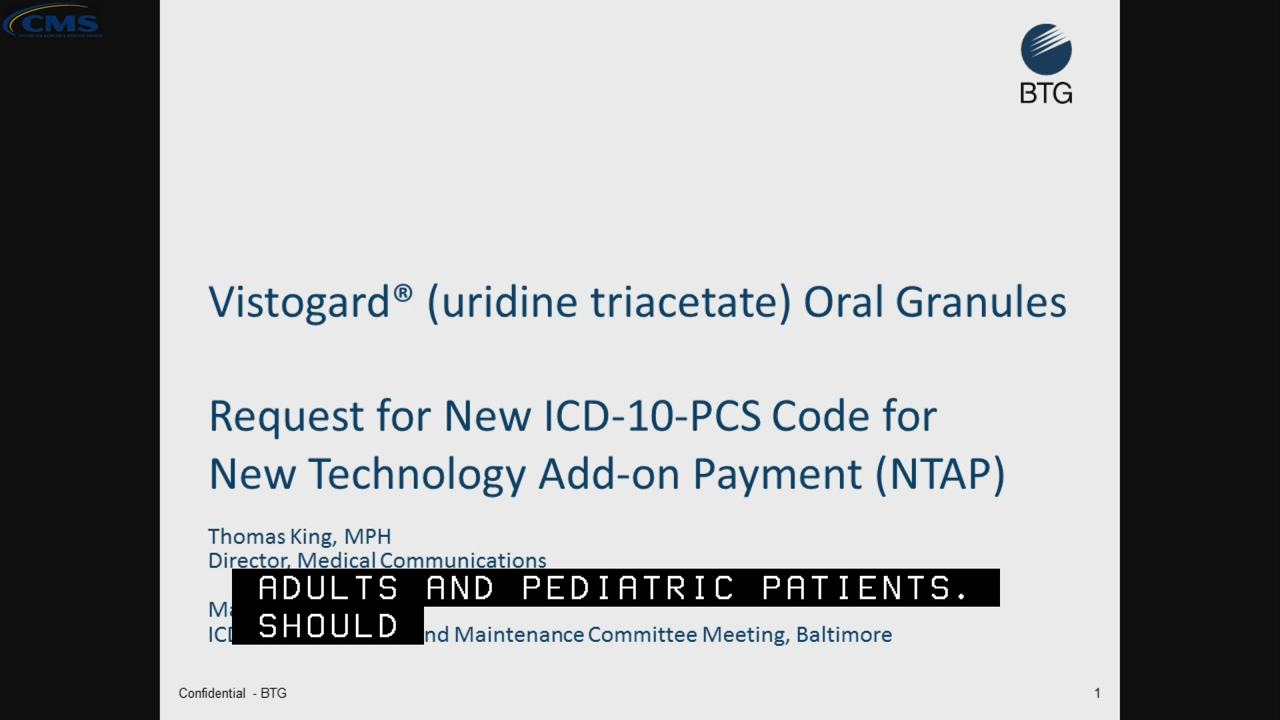 CMS
BTG
Vistogard® (uridine triacetate) Oral Granules
Request for New ICD-10-PCS Code for
New Technology Add-on Payment (NTAP)
Thomas King, MPH
Director, Medical Communications
ADULTS AND PEDIATRIC PATIENTS.
SHOULD
Maintenance Committee Meeting, Baltimore
Confidential - BTG
1